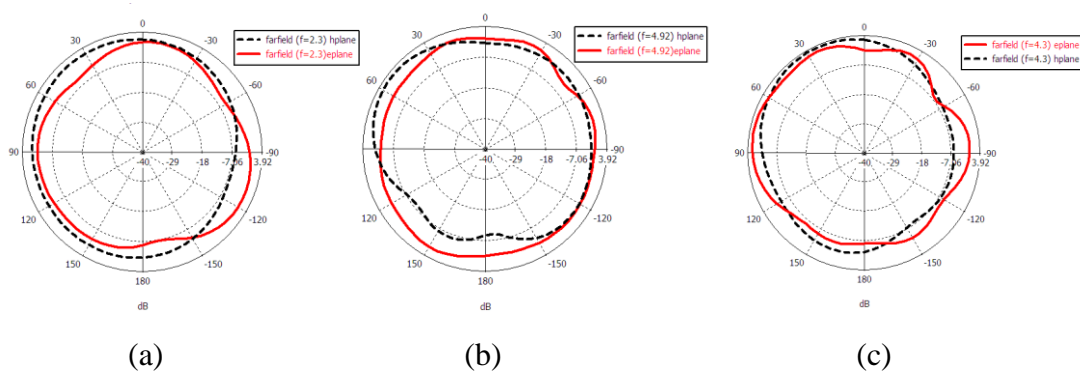 0
30
-30
60
-60
90
-90
120
-120
150
-150
180
-40 -29 -18 -7.06 3.92
dB
farfield (f=2.3) hplane
farfield (f=2.3)eplane
(a)
0
30
-30
60
-60
90
-90
120
-120
150
-150
180
-40 -29 -18 -7.06 3.92
dB
farfield (f=4.92) hplane
farfield (f=4.92)eplane
(b)
0
30
-30
60
-60
90
-90
120
-120
150
-150
180
-40 -29 -18 -7.06 3.92
dB
farfield (f=4.3) eplane
farfield (f=4.3) hplane
(c)